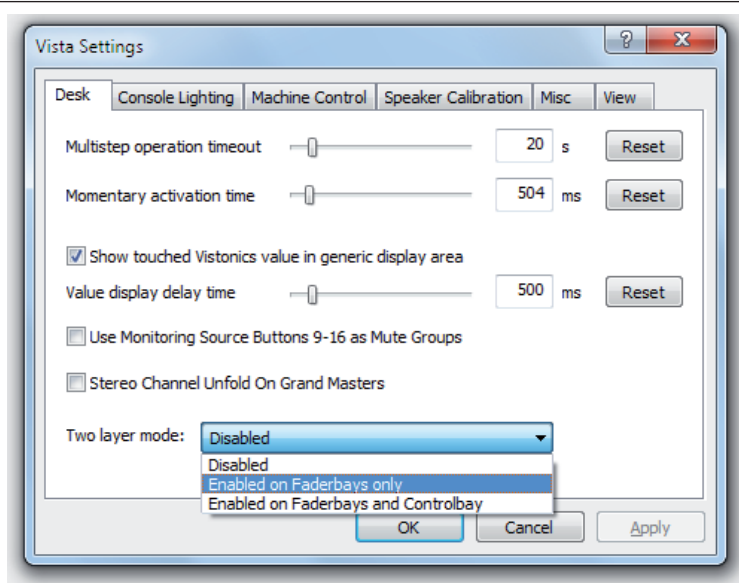 Vista Settings
?
X
Desk Console Lighting Machine Control Speaker Calibration Misc View
Multistep operation timeout 20 s Reset
Momentary activation time 504 ms Reset
Show touched Vistonics value in generic display area
Value display delay time 500 ms Reset
Use Monitoring Source Buttons 9-16 as Mute Groups
Stereo Channel Unfold On Grand Masters
Two layer mode: Disabled
Disabled
Enabled on Faderbays only
Enabled on Faderbays and Controlbay
OK Cancel Apply